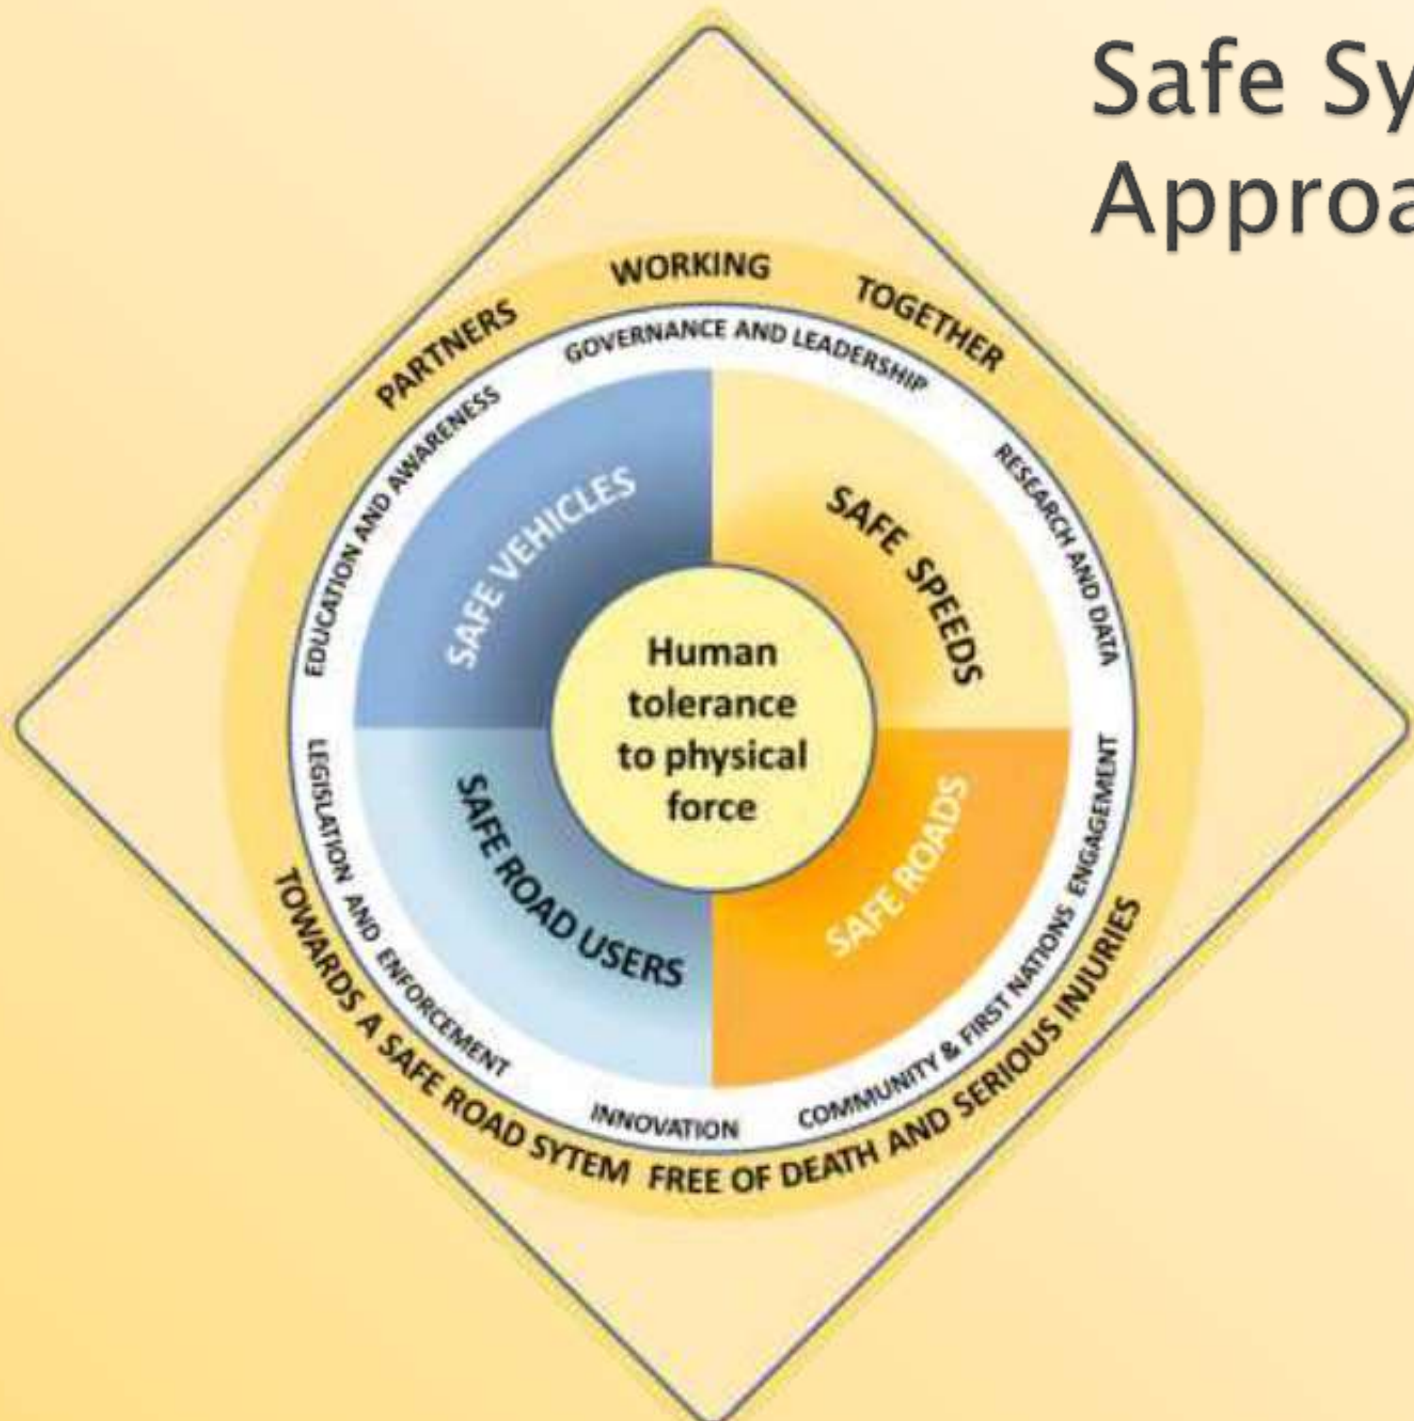 Safe Sy
Approa
PARTNERS WORKING TOGETHER
GOVERNANCE AND LEADERSHIP
EDUCATION AND AWARENESS
RESEARCH AND DATA
SAFE VEHICLES
SAFE SPEEDS
Human
tolerance
to physical
force
SAFE ROAD USERS
SAFE ROADS
LEGISLATION AND ENFORCEMENT
INNOVATION
COMMUNITY & FIRST NATIONS ENGAGEMENT
TOWARDS A SAFE ROAD SYTEM FREE OF DEATH AND SERIOUS INJURIES